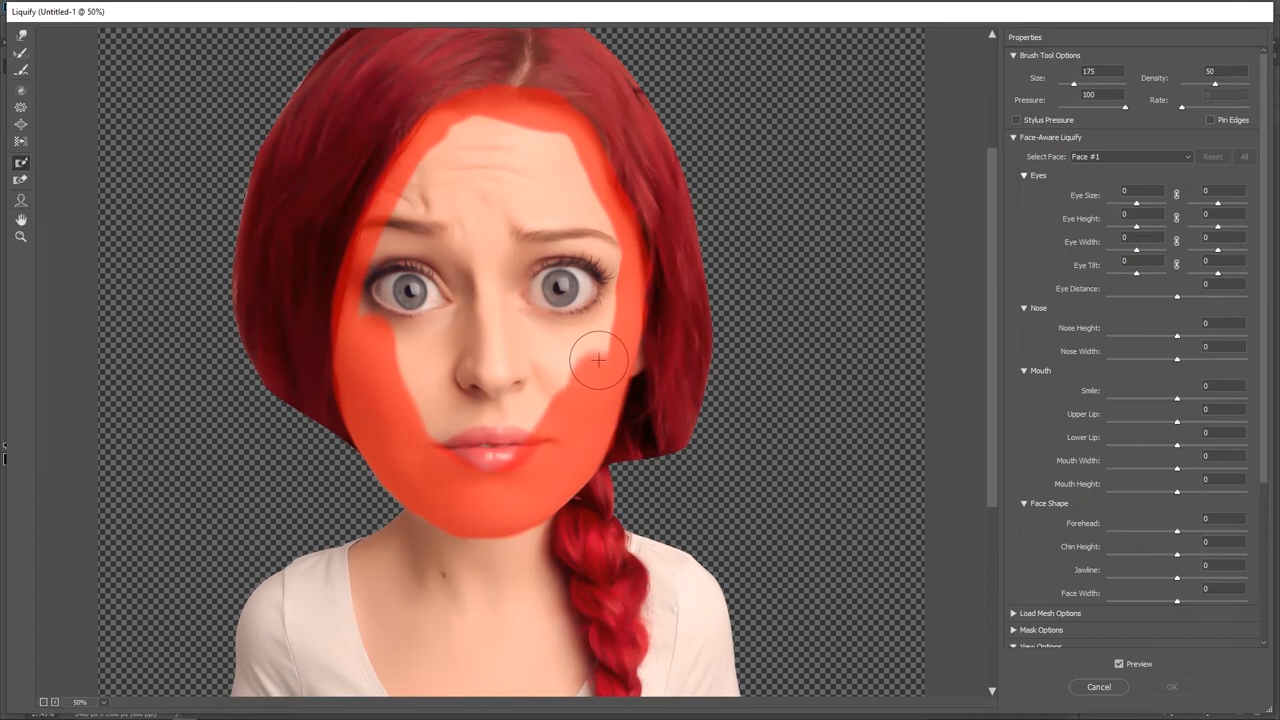 Liquify (Untitled-1 @ 50%)
Properties
Brush Tool Options
Size: 175 Density: 50
Pressure: 100 Rate: 0
Stylus Pressure Pin Edges
Face-Aware Liquify
Select Face: Face #1 Reset All
Eyes
Eye Size: 0 0
Eye Height: 0 0
Eye Width: 0 0
Eye Tilt: 0 0
Eye Distance: 0
Nose
Nose Height: 0
Nose Width: 0
Mouth
Smile: 0
Upper Lip: 0
Lower Lip: 0
Mouth Width: 0
Mouth Height: 0
Face Shape
Forehead: 0
Chin Height: 0
Jawline: 0
Face Width: 0
Load Mesh Options
Mask Options
View Options
Preview
Cancel OK
50%